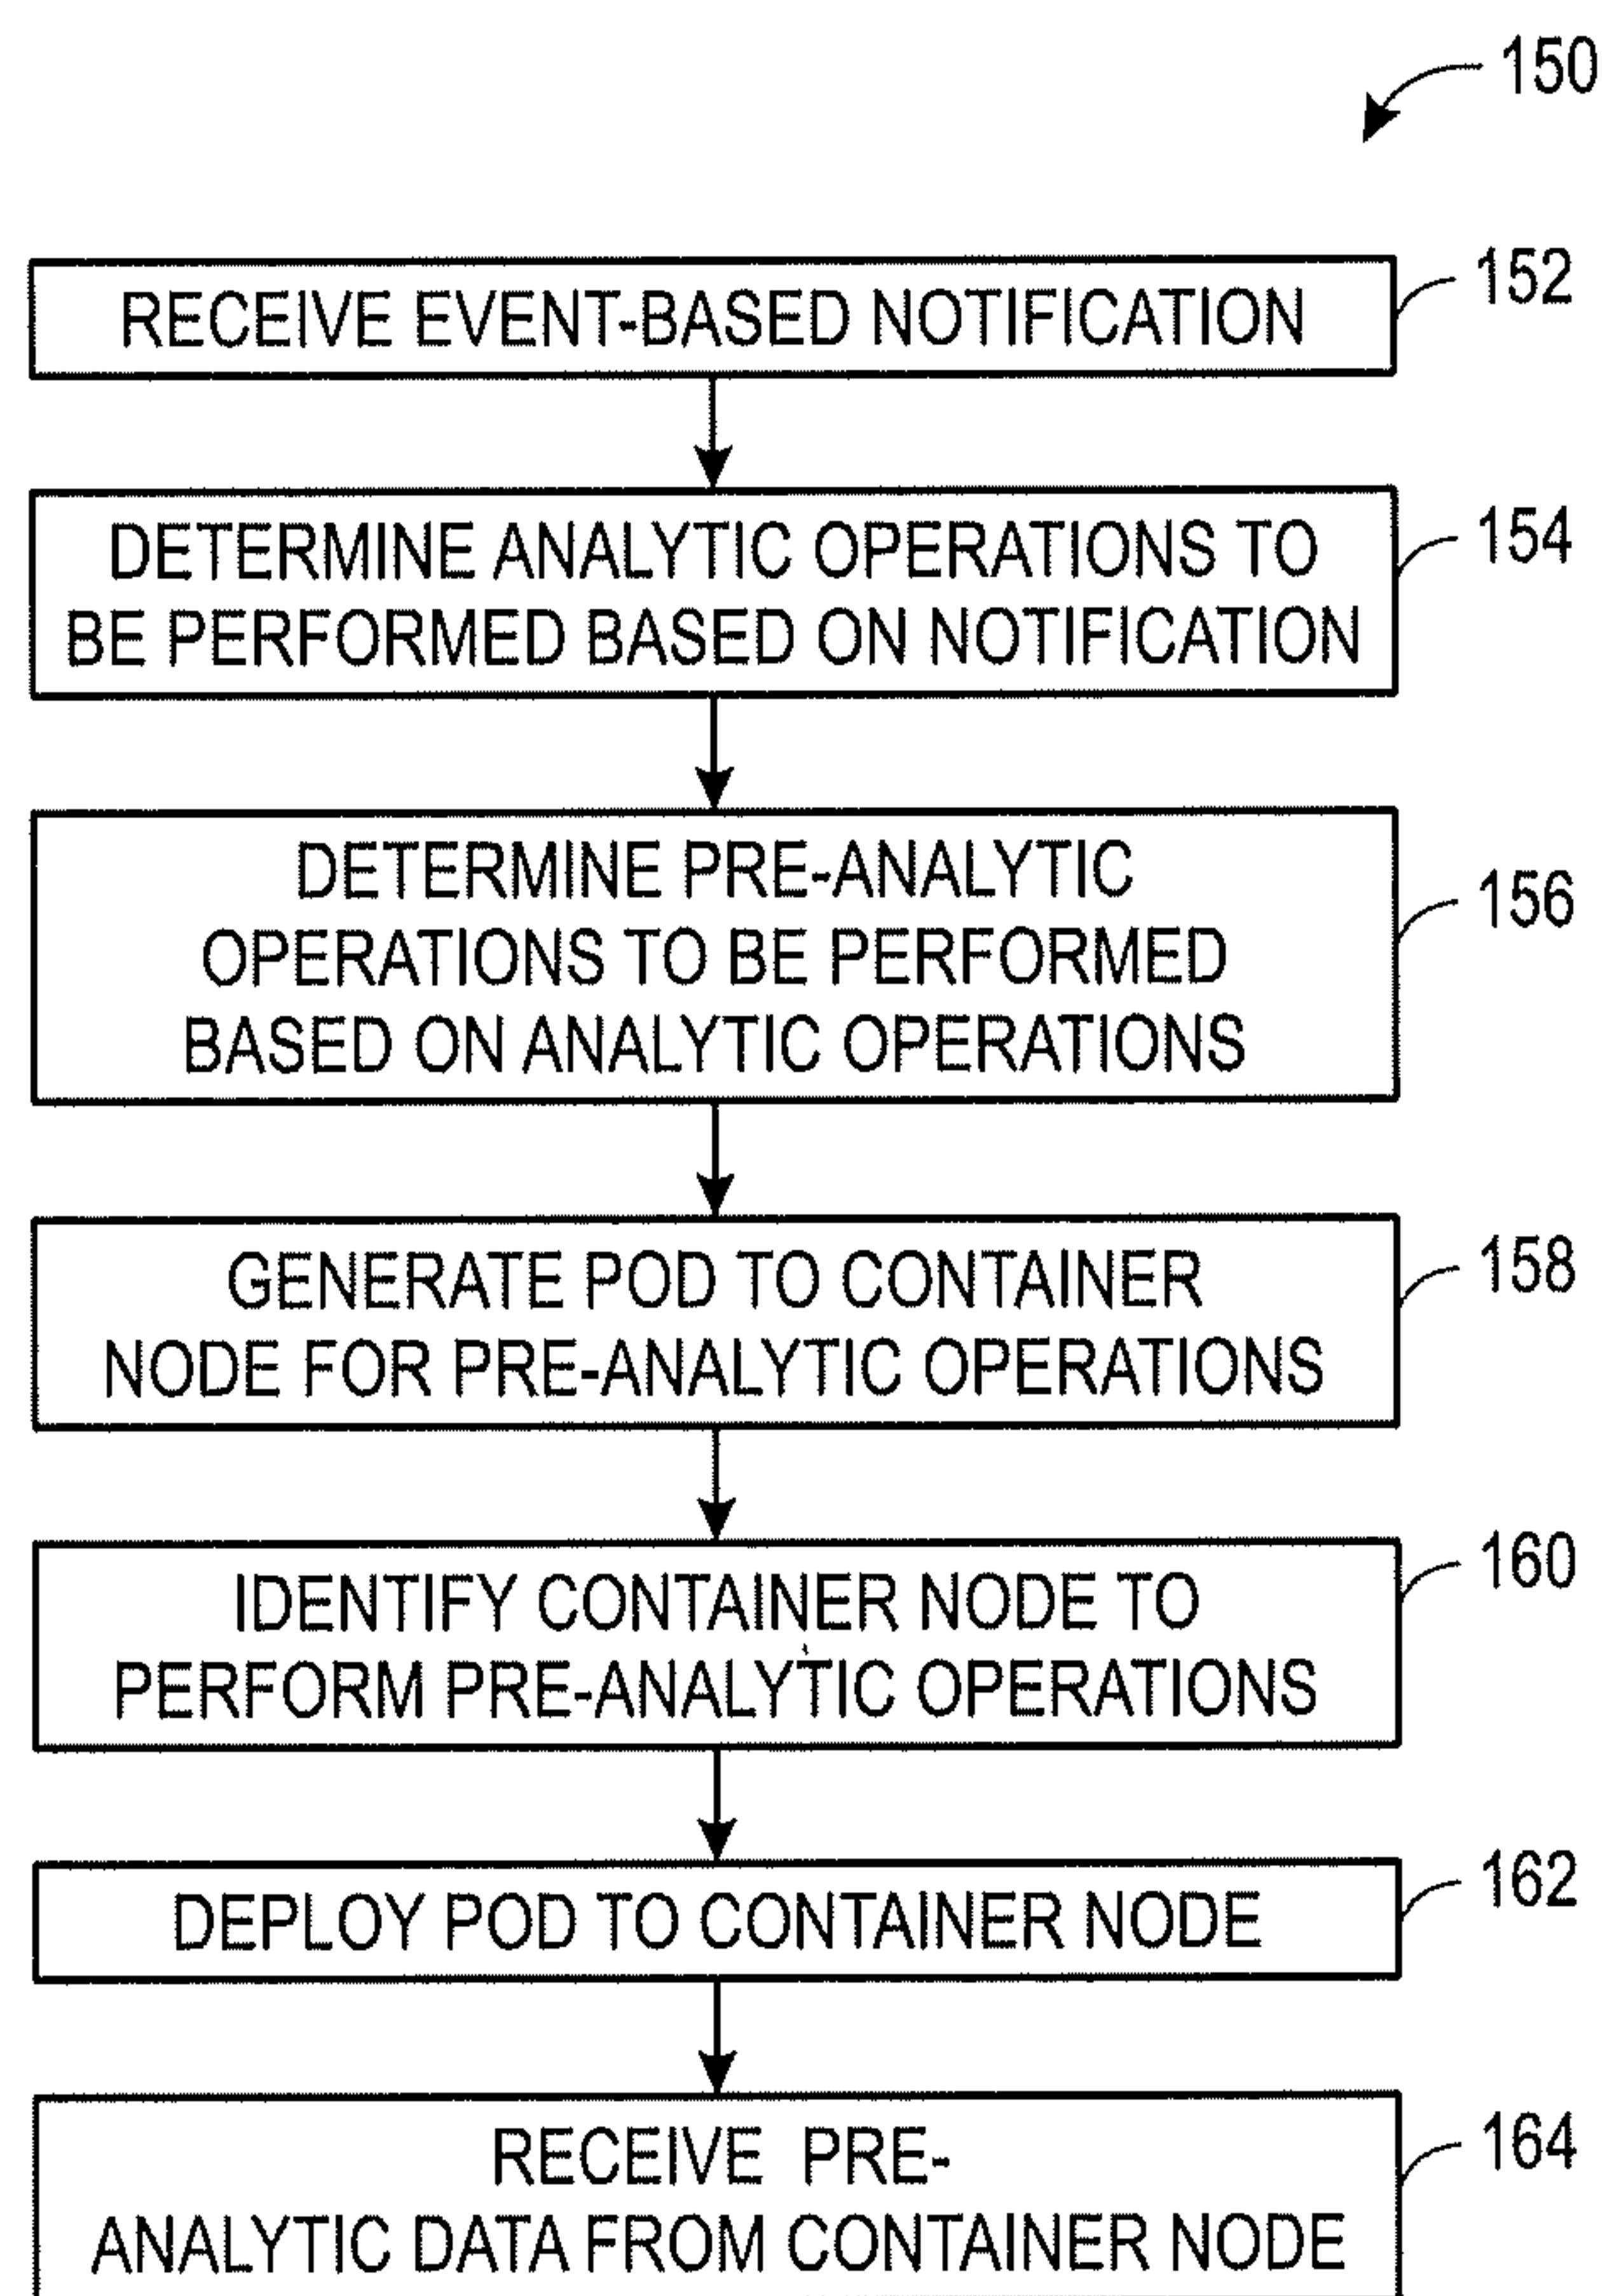 150
RECEIVE EVENT-BASED NOTIFICATION
152
DETERMINE ANALYTIC OPERATIONS TO
BE PERFORMED BASED ON NOTIFICATION
154
DETERMINE PRE-ANALYTIC
OPERATIONS TO BE PERFORMED
BASED ON ANALYTIC OPERATIONS
156
GENERATE POD TO CONTAINER
NODE FOR PRE-ANALYTIC OPERATIONS
158
IDENTIFY CONTAINER NODE TO
PERFORM PRE-ANALYTIC OPERATIONS
160
DEPLOY POD TO CONTAINER NODE
162
RECEIVE PRE-
ANALYTIC DATA FROM CONTAINER NODE
164